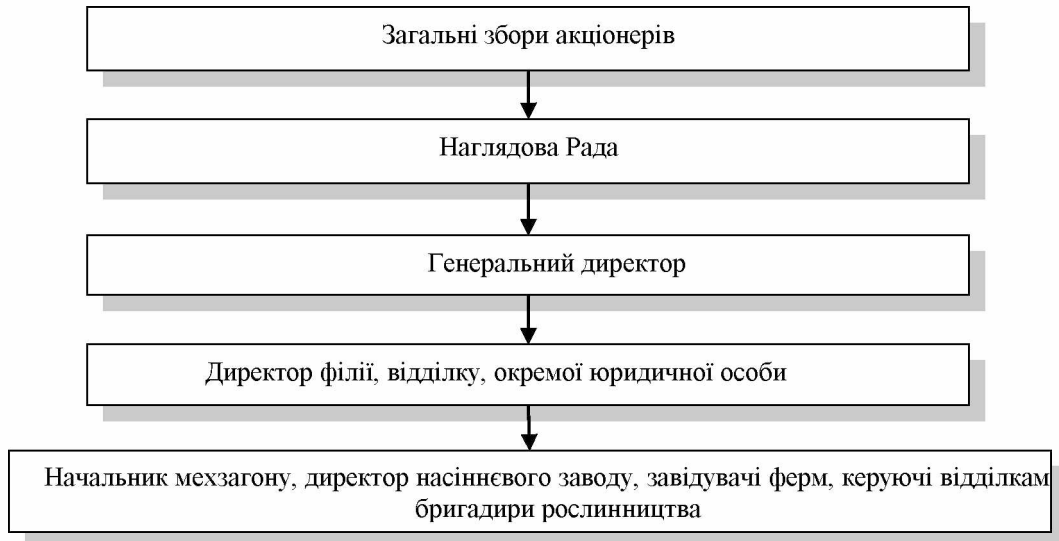 Загальні збори акціонерів
Наглядова Рада
Генеральний директор
Директор філії, відділку, окремої юридичної особи
Начальник мехзагону, директор насіннєвого заводу, завідувачі ферм, керуючі відділкам
бригадири рослинництва